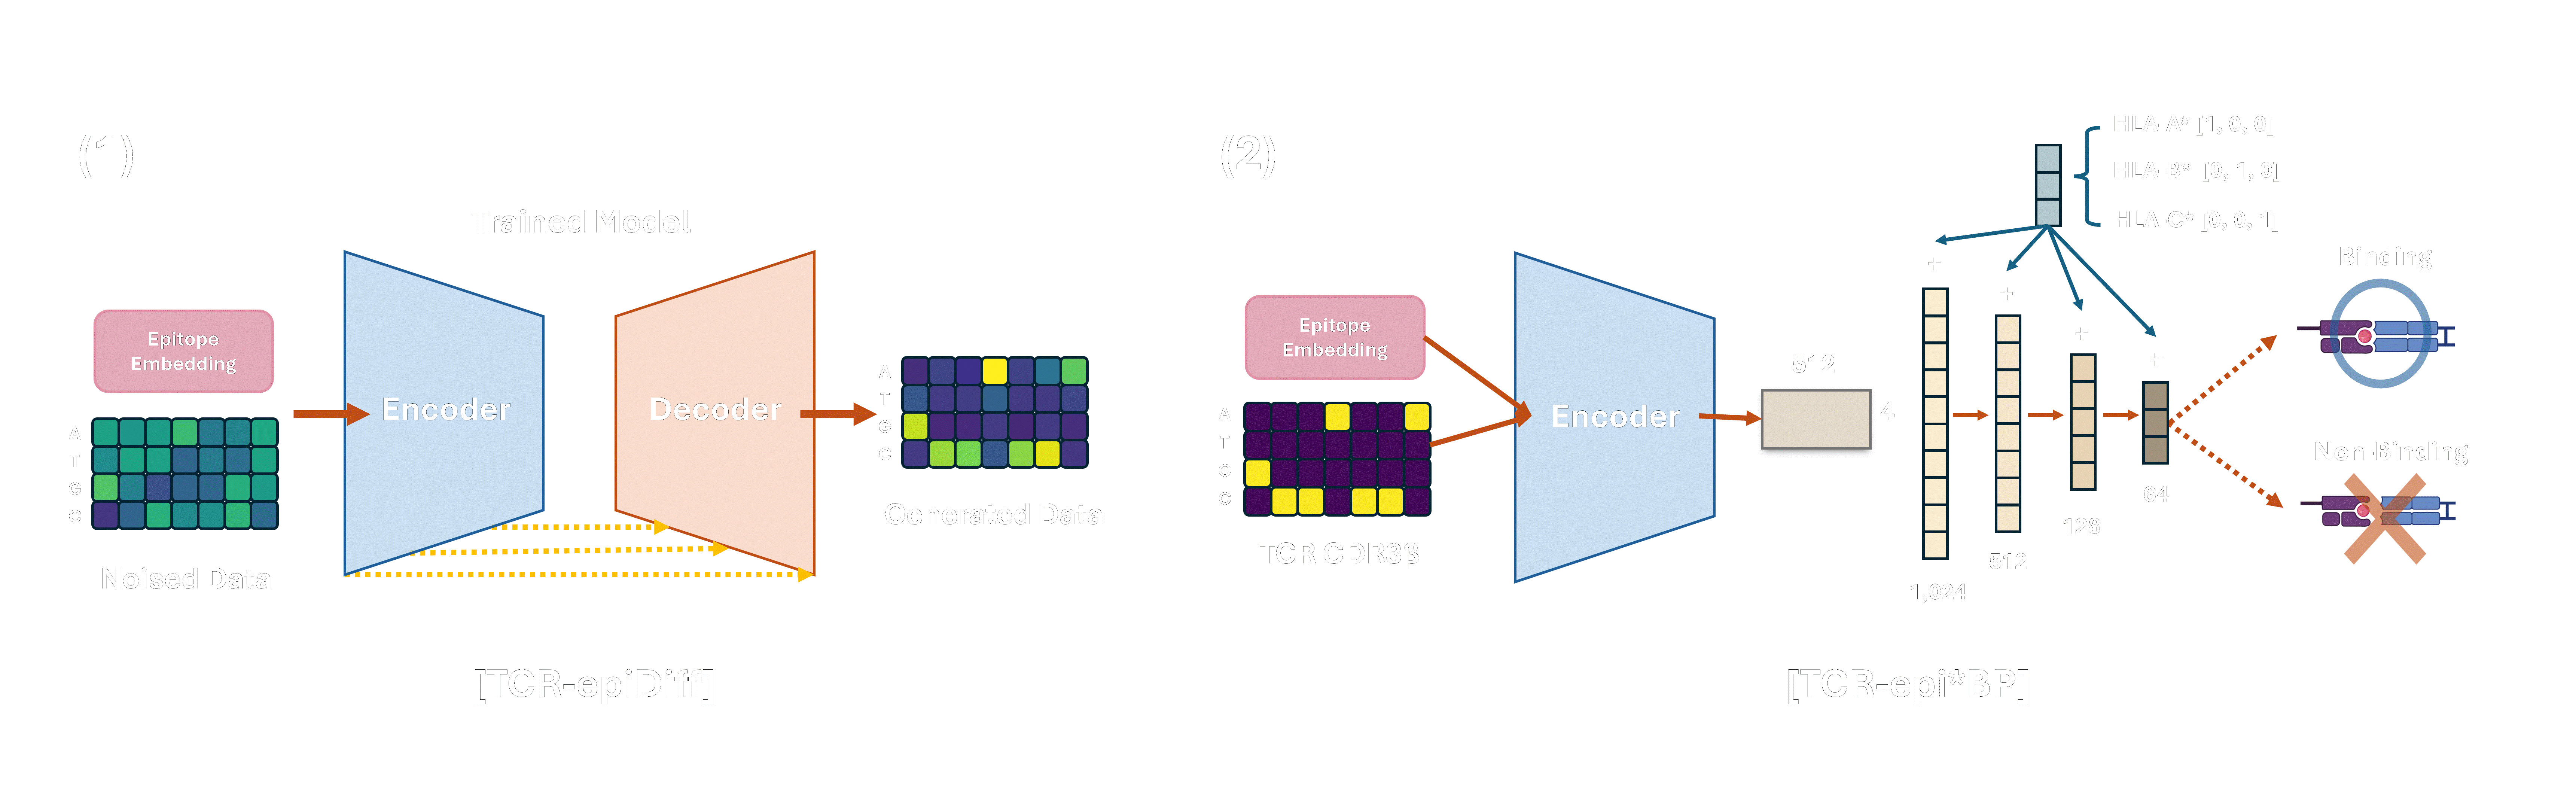 (1)
Trained Model
Epitope
Embedding
Encoder
Decoder
A
T
G
C
Noised Data
A
T
G
C
Generated Data
[TCR-epiDiff]
(2)
HLA-A* [1, 0, 0]
HLA-B* [0, 1, 0]
HLA-C* [0, 0, 1]
Epitope
Embedding
A
T
G
C
TCR CDR3β
Encoder
512
4
+
+
+
+
1,024
512
128
64
Binding
Non-Binding
[TCR-epi*BP]